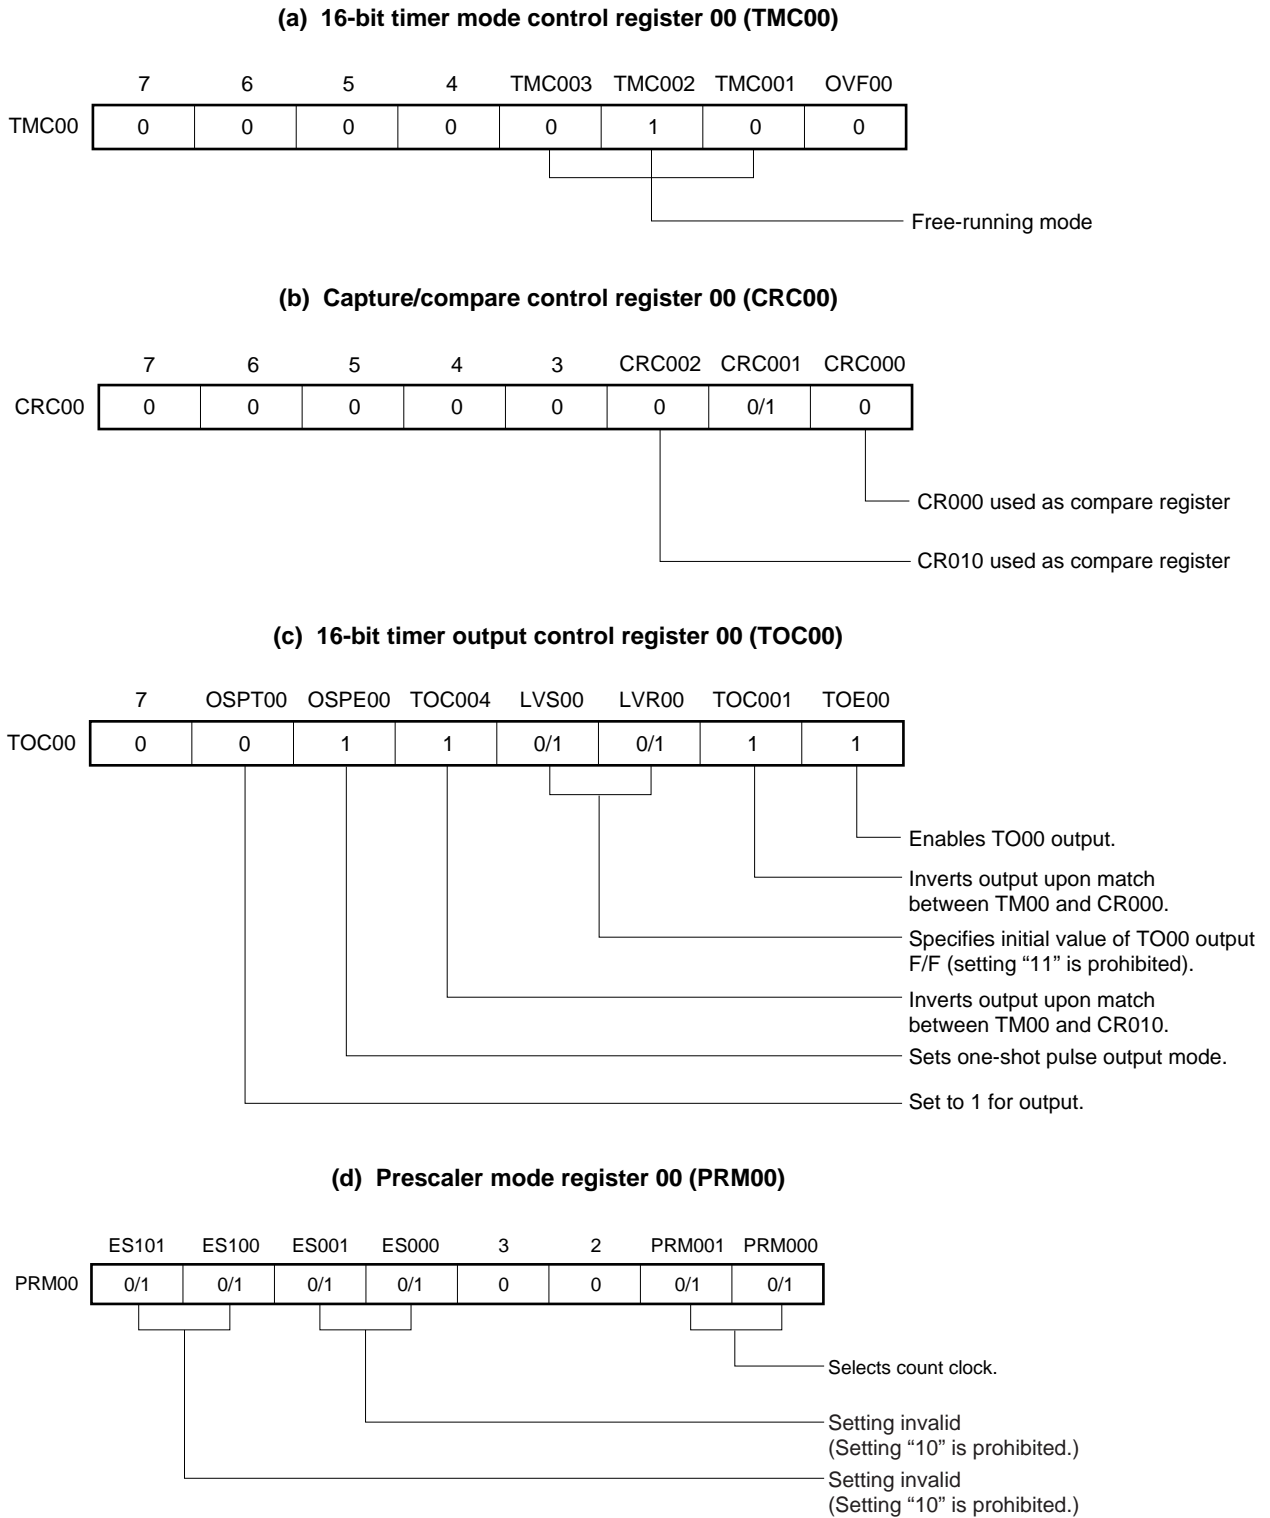 (a) 16-bit timer mode control register 00 (TMC00)
7 6 5 4 TMC003 TMC002 TMC001 OVF00
TMC00 0 0 0 0 0 1 0 0
Free-running mode
(b) Capture/compare control register 00 (CRC00)
7 6 5 4 3 CRC002 CRC001 CRC000
CRC00 0 0 0 0 0 0 0/1 0
CR000 used as compare register
CR010 used as compare register
(c) 16-bit timer output control register 00 (TOC00)
7 OSPT00 OSPE00 TOC004 LVS00 LVR00 TOC001 TOE00
TOC00 0 0 1 1 0/1 0/1 1 1
Enables TO00 output.
Inverts output upon match
between TM00 and CR000.
Specifies initial value of TO00 output
F/F (setting “11” is prohibited).
Inverts output upon match
between TM00 and CR010.
Sets one-shot pulse output mode.
Set to 1 for output.
(d) Prescaler mode register 00 (PRM00)
ES101 ES100 ES001 ES000 3 2 PRM001 PRM000
PRM00 0/1 0/1 0/1 0/1 0 0 0/1 0/1
Selects count clock.
Setting invalid
(Setting “10” is prohibited.)
Setting invalid
(Setting “10” is prohibited.)